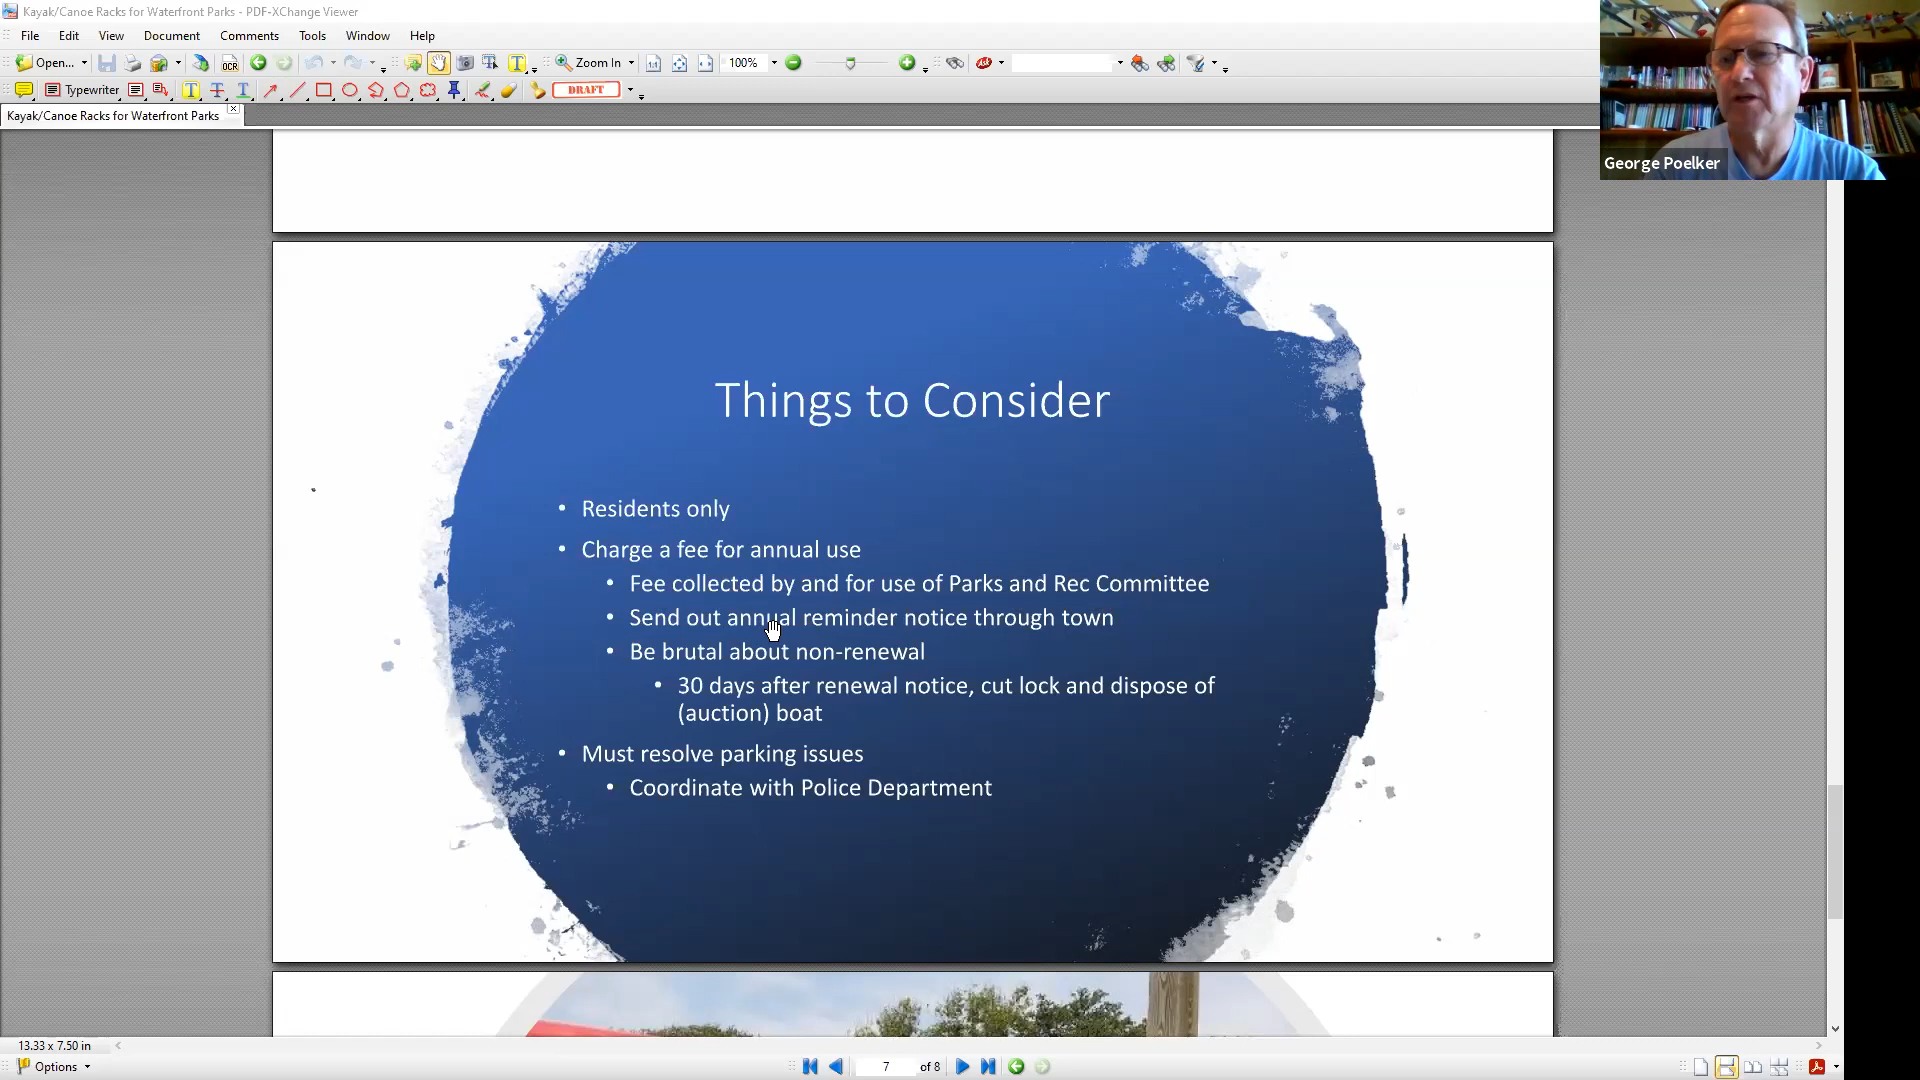 Kayak/Canoe Racks for Waterfront Parks - PDF-XChange Viewer
File Edit View Document Comments Tools Window Help
Open... OCR Zoom In 100%
Typewriter DRAFT
Kayak/Canoe Racks for Waterfront Parks
George Poelker
Things to Consider
• Residents only
• Charge a fee for annual use
• Fee collected by and for use of Parks and Rec Committee
• Send out annual reminder notice through town
• Be brutal about non-renewal
• 30 days after renewal notice, cut lock and dispose of
(auction) boat
• Must resolve parking issues
• Coordinate with Police Department
13.33 x 7.50 in
Options 7 of 8